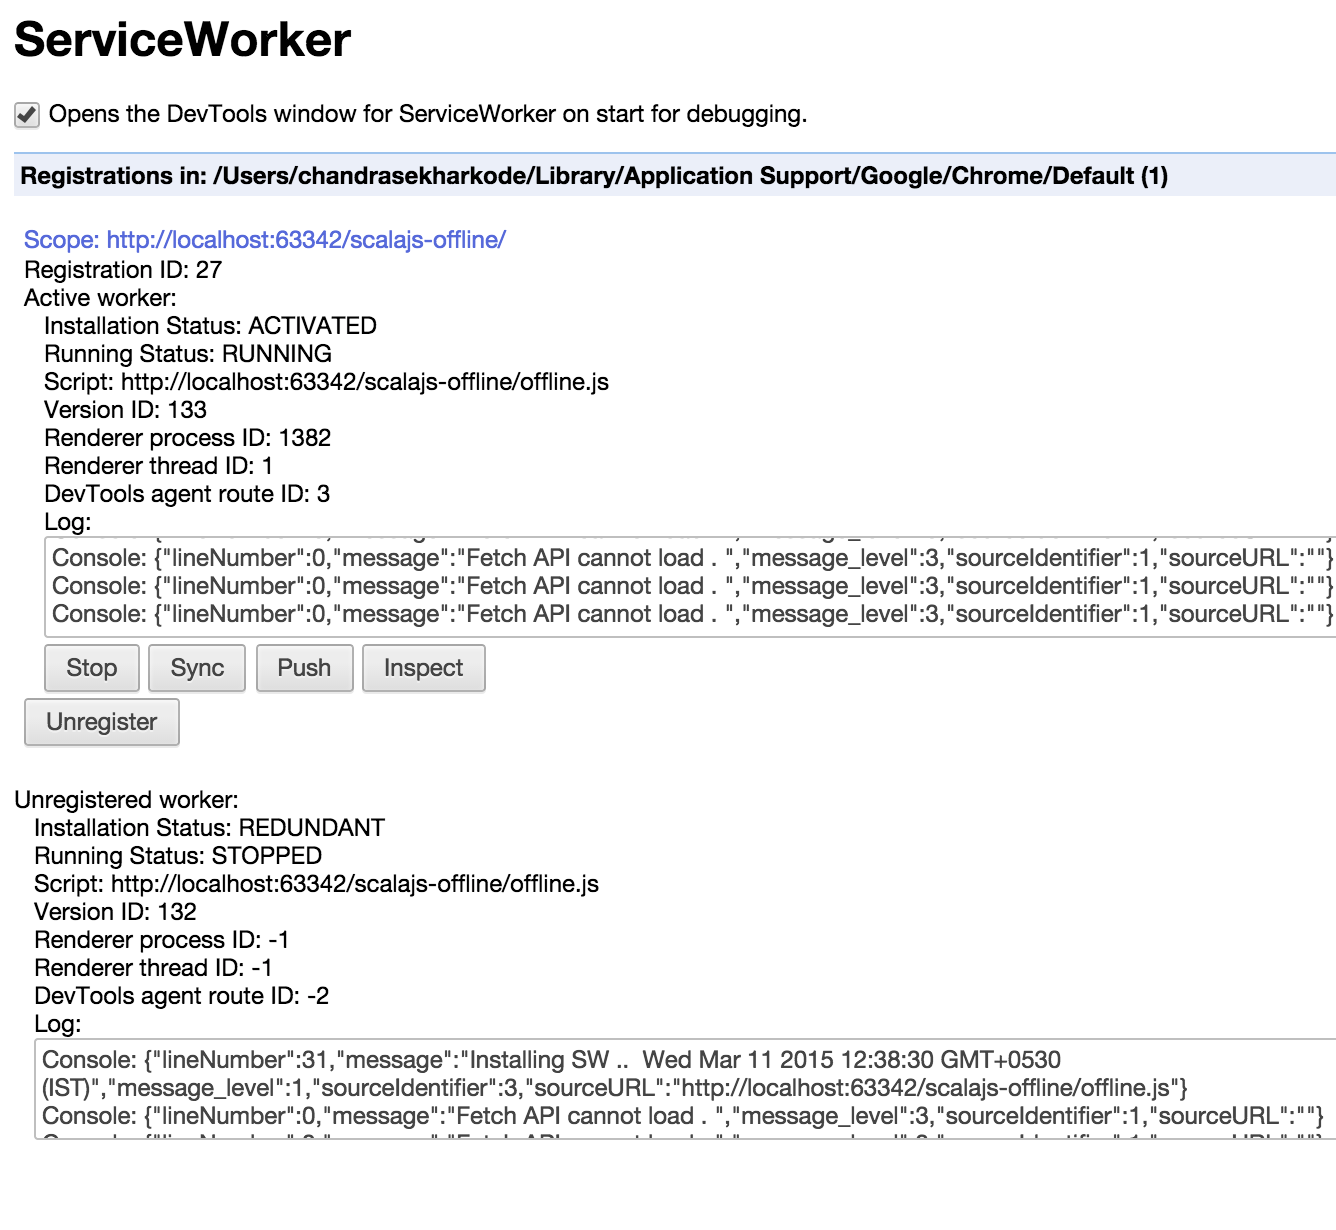 ServiceWorker
Opens the DevTools window for ServiceWorker on start for debugging.
Registrations in: /Users/chandrasekharkode/Library/Application Support/Google/Chrome/Default (1)
Scope: http://localhost:63342/scalajs-offline/
Registration ID: 27
Active worker:
Installation Status: ACTIVATED
Running Status: RUNNING
Script: http://localhost:63342/scalajs-offline/offline.js
Version ID: 133
Renderer process ID: 1382
Renderer thread ID: 1
DevTools agent route ID: 3
Log:
Console: {"lineNumber":0,"message":"Fetch API cannot load . ","message_level":3,"sourceIdentifier":1,"sourceURL":""}
Console: {"lineNumber":0,"message":"Fetch API cannot load . ","message_level":3,"sourceIdentifier":1,"sourceURL":""}
Console: {"lineNumber":0,"message":"Fetch API cannot load . ","message_level":3,"sourceIdentifier":1,"sourceURL":""}
Stop Sync Push Inspect
Unregister
Unregistered worker:
Installation Status: REDUNDANT
Running Status: STOPPED
Script: http://localhost:63342/scalajs-offline/offline.js
Version ID: 132
Renderer process ID: -1
Renderer thread ID: -1
DevTools agent route ID: -2
Log:
Console: {"lineNumber":31,"message":"Installing SW ..  Wed Mar 11 2015 12:38:30 GMT+0530
(IST)","message_level":1,"sourceIdentifier":3,"sourceURL":"http://localhost:63342/scalajs-offline/offline.js"}
Console: {"lineNumber":0,"message":"Fetch API cannot load . ","message_level":3,"sourceIdentifier":1,"sourceURL":""}